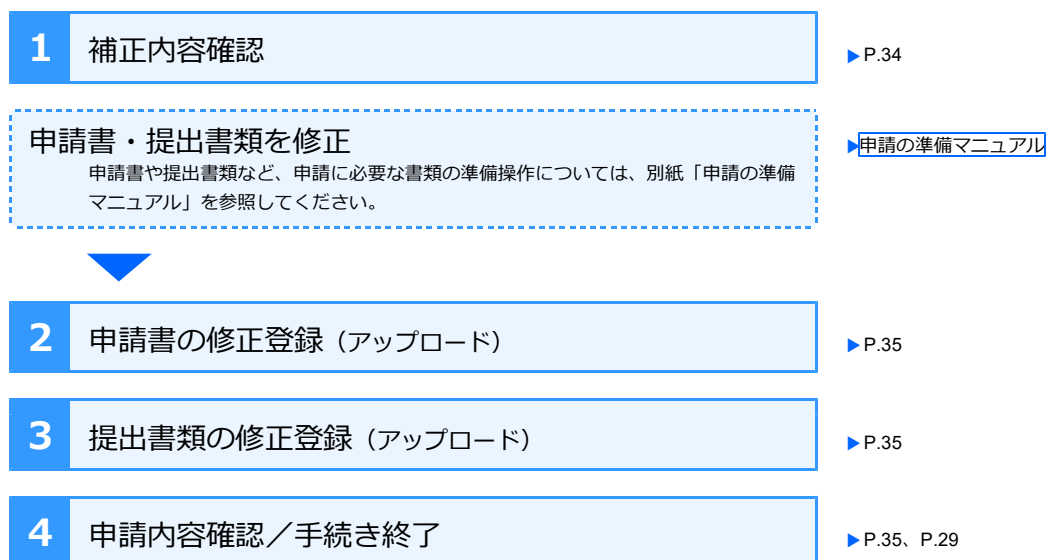 1 補正内容確認 ▶P.34
申請書・提出書類を修正 ▶申請の準備マニュアル
申請書や提出書類など、申請に必要な書類の準備操作については、別紙「申請の準備
マニュアル」を参照してください。
2 申請書の修正登録（アップロード） ▶P.35
3 提出書類の修正登録（アップロード） ▶P.35
4 申請内容確認／手続き終了 ▶P.35、P.29